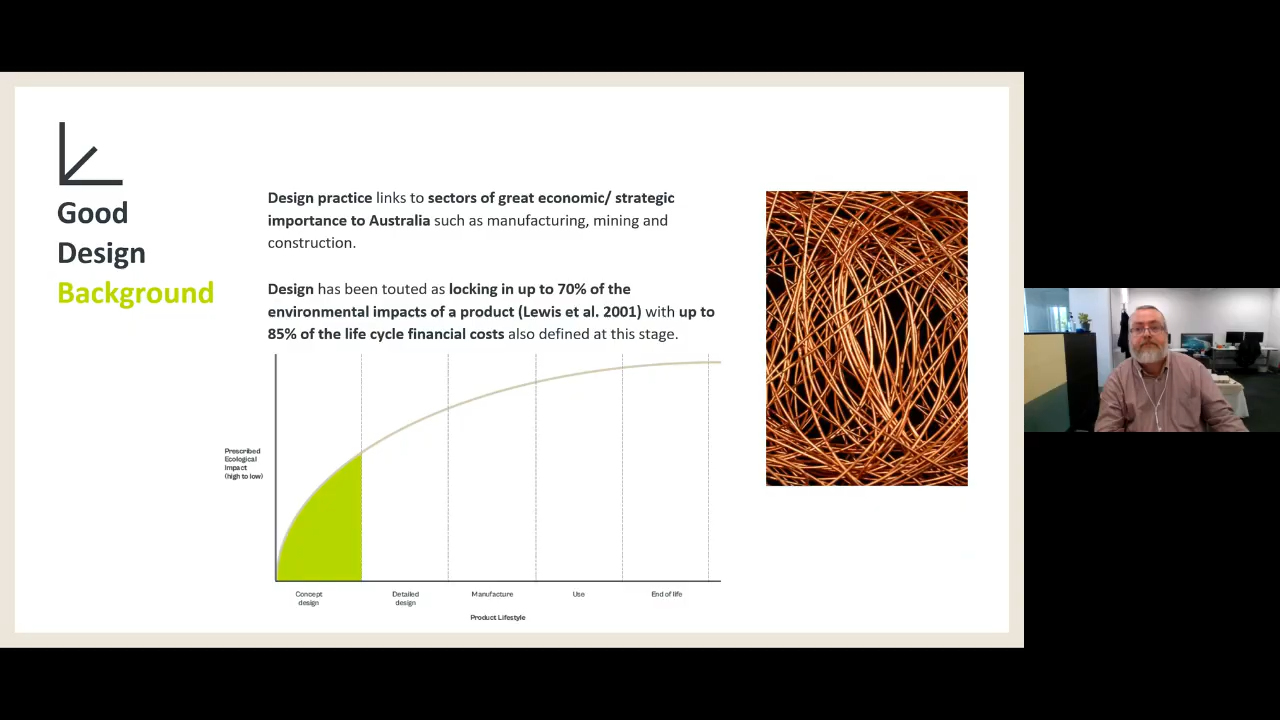 Good
Design
Background
Design practice links to sectors of great economic/ strategic
importance to Australia such as manufacturing, mining and
construction.
Design has been touted as locking in up to 70% of the
environmental impacts of a product (Lewis et al. 2001) with up to
85% of the life cycle financial costs also defined at this stage.
Prescribed
Ecological
Impact
(high to low)
Concept
design
Detailed
design
Manufacture
Use
End of life
Product Lifestyle